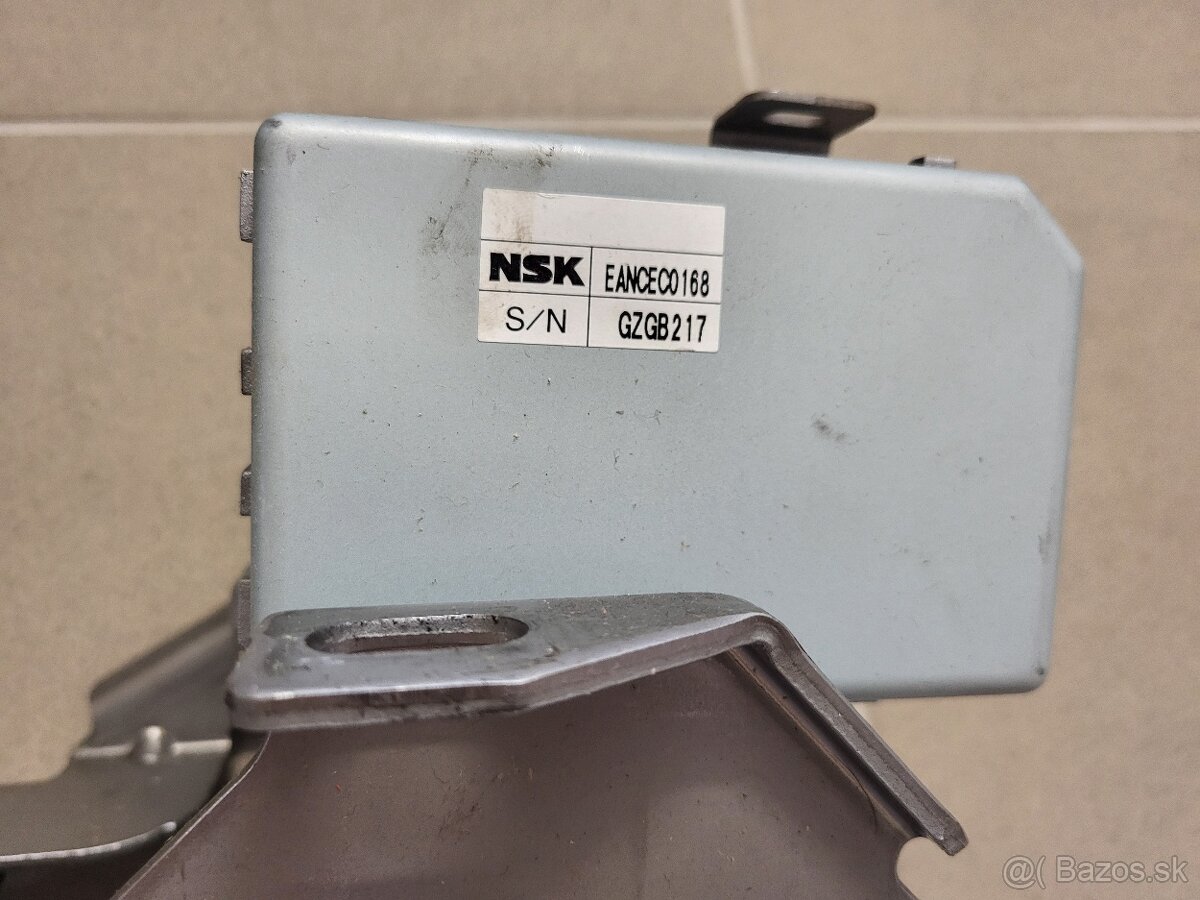 NSK EANCEC0168
S/N GZGB217
@( Bazos.sk